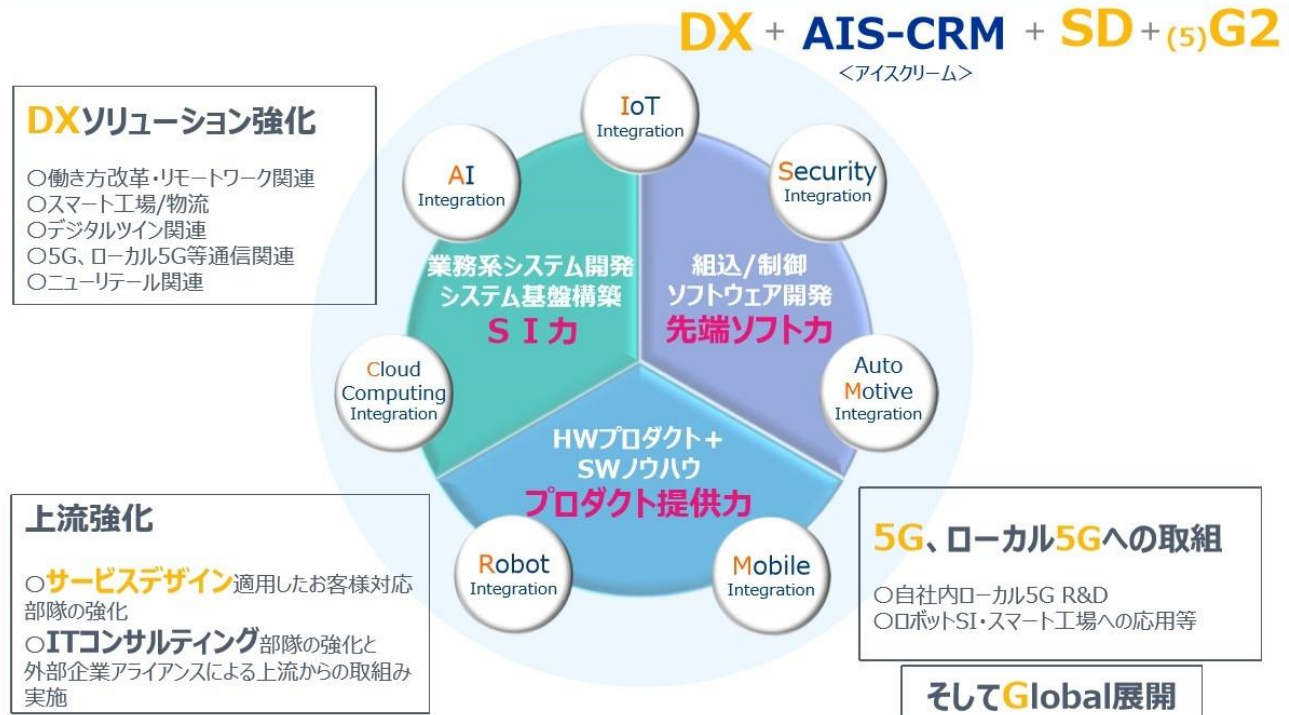 DX + AIS-CRM + SD +(5)G2
<アイスクリーム>
DXソリューション強化
○働き方改革・リモートワーク関連
○スマート工場/物流
○デジタルツイン関連
○5G、ローカル5G等通信関連
○ニューリテール関連
IoT
Integration
AI
Integration
Security
Integration
業務系システム開発
システム基盤構築
ＳＩ力
組込/制御
ソフトウェア開発
先端ソフト力
Cloud
Computing
Integration
Auto
Motive
Integration
HWプロダクト＋
SWノウハウ
プロダクト提供力
Robot
Integration
Mobile
Integration
上流強化
○サービスデザイン適用したお客様対応
部隊の強化
○ITコンサルティング部隊の強化と
外部企業アライアンスによる上流からの取組み
実施
5G、ローカル5Gへの取組
○自社内ローカル5G R&D
○ロボットSI・スマート工場への応用等
そしてGlobal展開